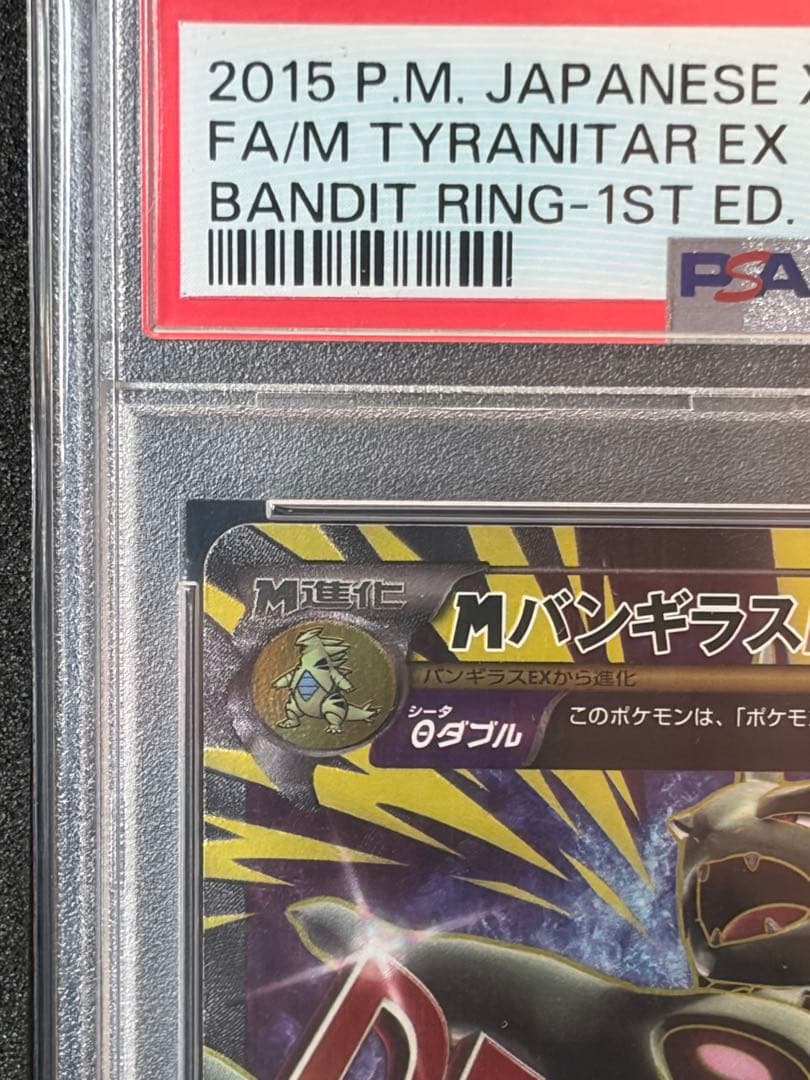 2015 P.M. JAPANESE X
FA/M TYRANITAR EX
BANDIT RING-1ST ED.
PSA
M進化
Mバンギラス
バンギラスEXから進化
シータ
θダブル
このポケモンは、「ポケモ